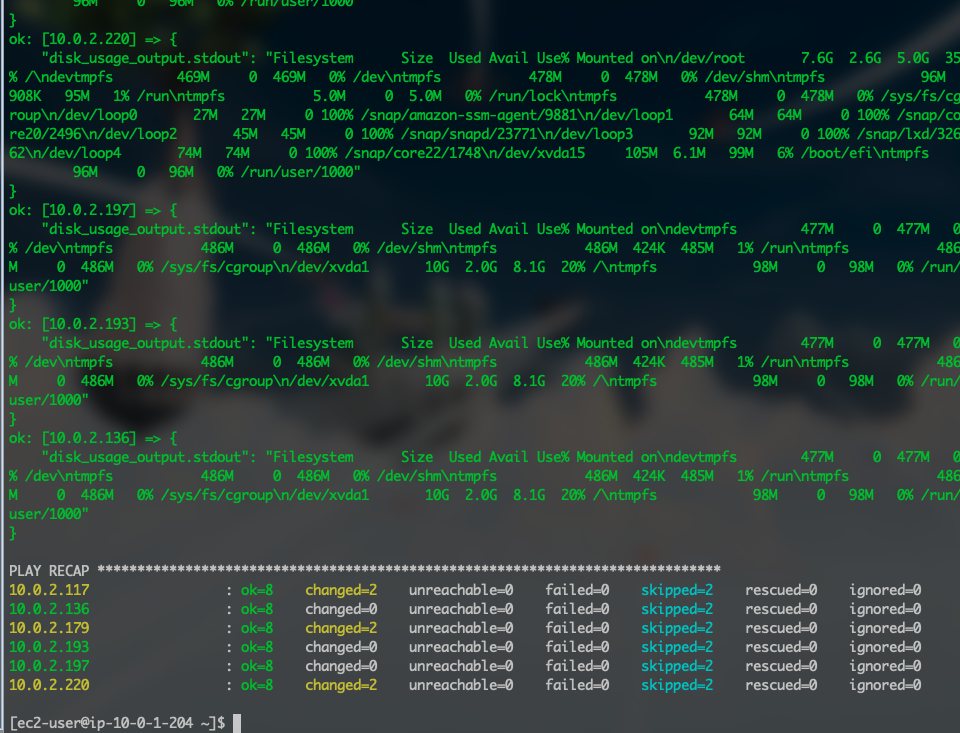 96M     0   96M   0% /run/user/1000
}
ok: [10.0.2.220] => {
    "disk_usage_output.stdout": "Filesystem      Size  Used Avail Use% Mounted on\n/dev/root       7.6G  2.6G  5.0G  35
% /\ndevtmpfs        469M     0  469M   0% /dev\ntmpfs           478M     0  478M   0% /dev/shm\ntmpfs            96M
908K   95M   1% /run\ntmpfs           5.0M     0  5.0M   0% /run/lock\ntmpfs           478M     0  478M   0% /sys/fs/cg
roup\n/dev/loop0       27M   27M     0 100% /snap/amazon-ssm-agent/9881\n/dev/loop1       64M   64M     0 100% /snap/co
re20/2496\n/dev/loop2       45M   45M     0 100% /snap/snapd/23771\n/dev/loop3       92M   92M     0 100% /snap/lxd/326
62\n/dev/loop4       74M   74M     0 100% /snap/core22/1748\n/dev/xvda15     105M  6.1M   99M   6% /boot/efi\ntmpfs
        96M     0   96M   0% /run/user/1000"
}
ok: [10.0.2.197] => {
    "disk_usage_output.stdout": "Filesystem      Size  Used Avail Use% Mounted on\ndevtmpfs        477M     0  477M   0
% /dev\ntmpfs           486M     0  486M   0% /dev/shm\ntmpfs           486M  424K  485M   1% /run\ntmpfs           486
M     0  486M   0% /sys/fs/cgroup\n/dev/xvda1       10G  2.0G  8.1G  20% /\ntmpfs            98M     0   98M   0% /run/
user/1000"
}
ok: [10.0.2.193] => {
    "disk_usage_output.stdout": "Filesystem      Size  Used Avail Use% Mounted on\ndevtmpfs        477M     0  477M   0
% /dev\ntmpfs           486M     0  486M   0% /dev/shm\ntmpfs           486M  424K  485M   1% /run\ntmpfs           486
M     0  486M   0% /sys/fs/cgroup\n/dev/xvda1       10G  2.0G  8.1G  20% /\ntmpfs            98M     0   98M   0% /run/
user/1000"
}
ok: [10.0.2.136] => {
    "disk_usage_output.stdout": "Filesystem      Size  Used Avail Use% Mounted on\ndevtmpfs        477M     0  477M   0
% /dev\ntmpfs           486M     0  486M   0% /dev/shm\ntmpfs           486M  424K  485M   1% /run\ntmpfs           486
M     0  486M   0% /sys/fs/cgroup\n/dev/xvda1       10G  2.0G  8.1G  20% /\ntmpfs            98M     0   98M   0% /run/
user/1000"
}
PLAY RECAP ******************************************************************************
10.0.2.117                 : ok=8    changed=2    unreachable=0    failed=0    skipped=2    rescued=0    ignored=0
10.0.2.136                 : ok=8    changed=0    unreachable=0    failed=0    skipped=2    rescued=0    ignored=0
10.0.2.179                 : ok=8    changed=2    unreachable=0    failed=0    skipped=2    rescued=0    ignored=0
10.0.2.193                 : ok=8    changed=0    unreachable=0    failed=0    skipped=2    rescued=0    ignored=0
10.0.2.197                 : ok=8    changed=0    unreachable=0    failed=0    skipped=2    rescued=0    ignored=0
10.0.2.220                 : ok=8    changed=2    unreachable=0    failed=0    skipped=2    rescued=0    ignored=0
[ec2-user@ip-10-0-1-204 ~]$